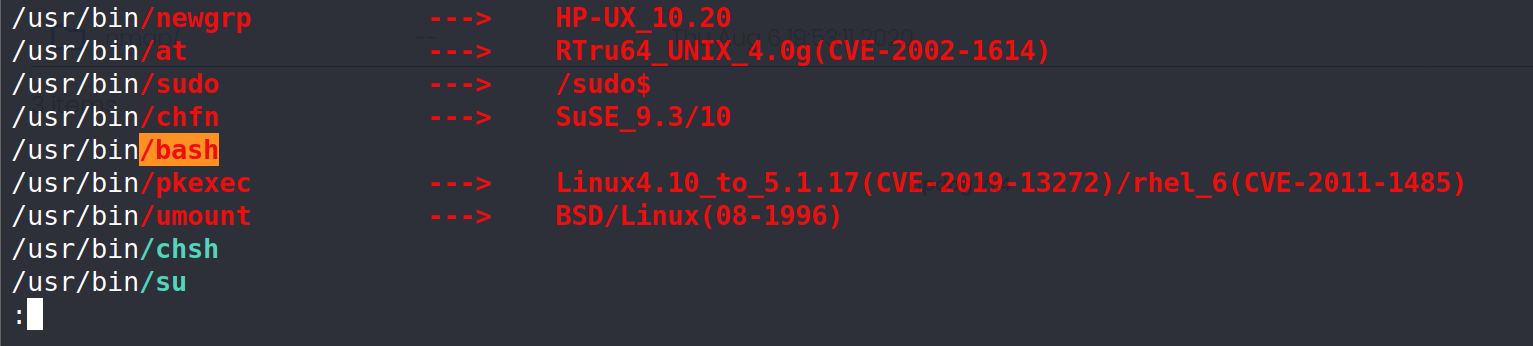 /usr/bin/newgrp ---> HP-UX_10.20
/usr/bin/at ---> RTru64_UNIX_4.0g(CVE-2002-1614)
/usr/bin/sudo ---> /sudo$
/usr/bin/chfn ---> SuSE_9.3/10
/usr/bin/bash
/usr/bin/pkexec ---> Linux4.10_to_5.1.17(CVE-2019-13272)/rhel_6(CVE-2011-1485)
/usr/bin/umount ---> BSD/Linux(08-1996)
/usr/bin/chsh
/usr/bin/su
: